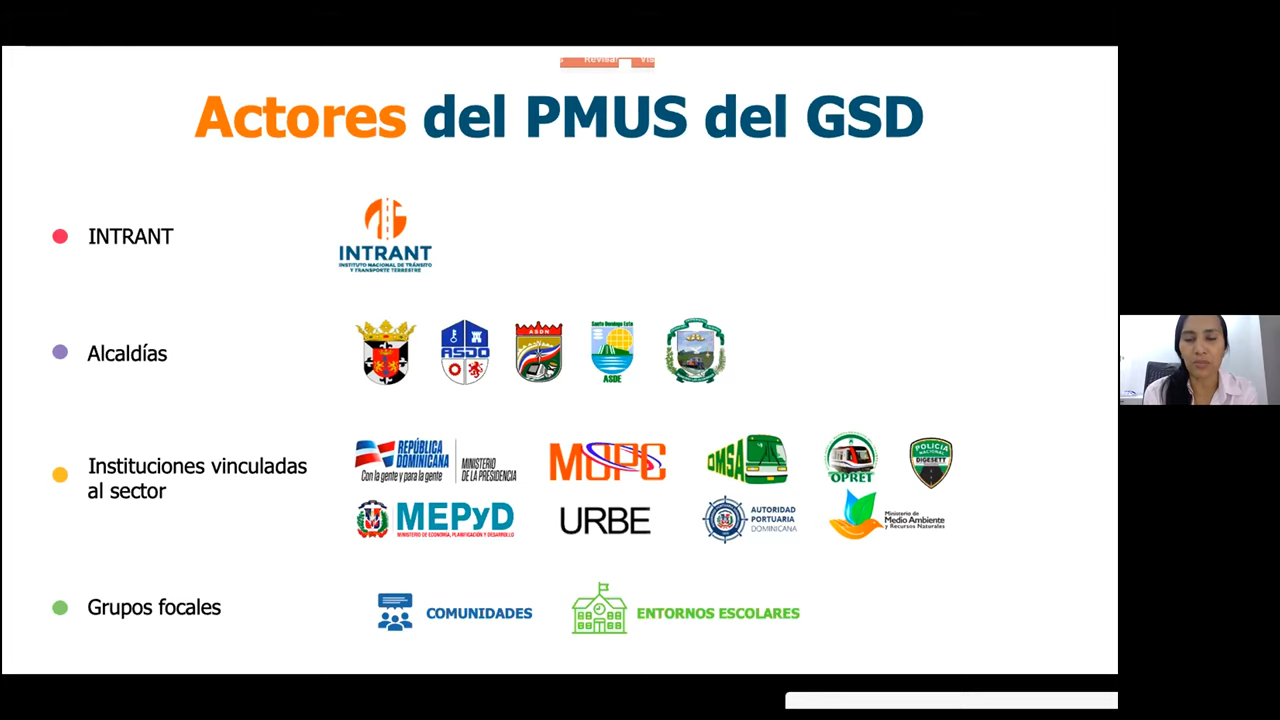 Revisar
Vis
Actores del PMUS del GSD
INTRANT
INTRANT
INSTITUTO NACIONAL DE TRÁNSITO
Y TRANSPORTE TERRESTRE
Alcaldías
ASDO
ASDN
Santo Domingo Este
ASDE
Instituciones vinculadas
al sector
REPÚBLICA
DOMINICANA
Con la gente y para la gente
MINISTERIO
DE LA PRESIDENCIA
MOPC
OMSA
OPRET
POLICIA
NACIONAL
DIGESETT
MEPyD
MINISTERIO DE ECONOMÍA, PLANIFICACIÓN Y DESARROLLO
URBE
AUTORIDAD
PORTUARIA
DOMINICANA
Ministerio de
Medio Ambiente
y Recursos Naturales
Grupos focales
COMUNIDADES
ENTORNOS ESCOLARES